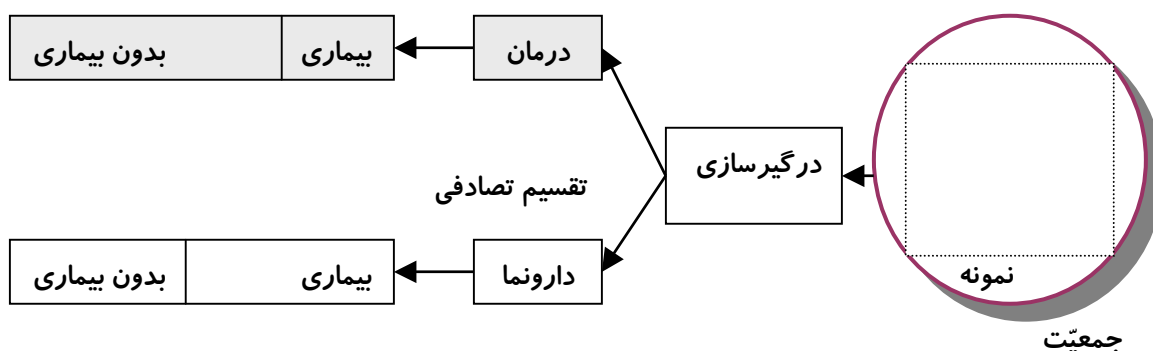 درمان
بیماری
بدون بیماری
درگیرسازی
تقسیم تصادفی
دارونما
بیماری
بدون بیماری
نمونه
جمعیّت